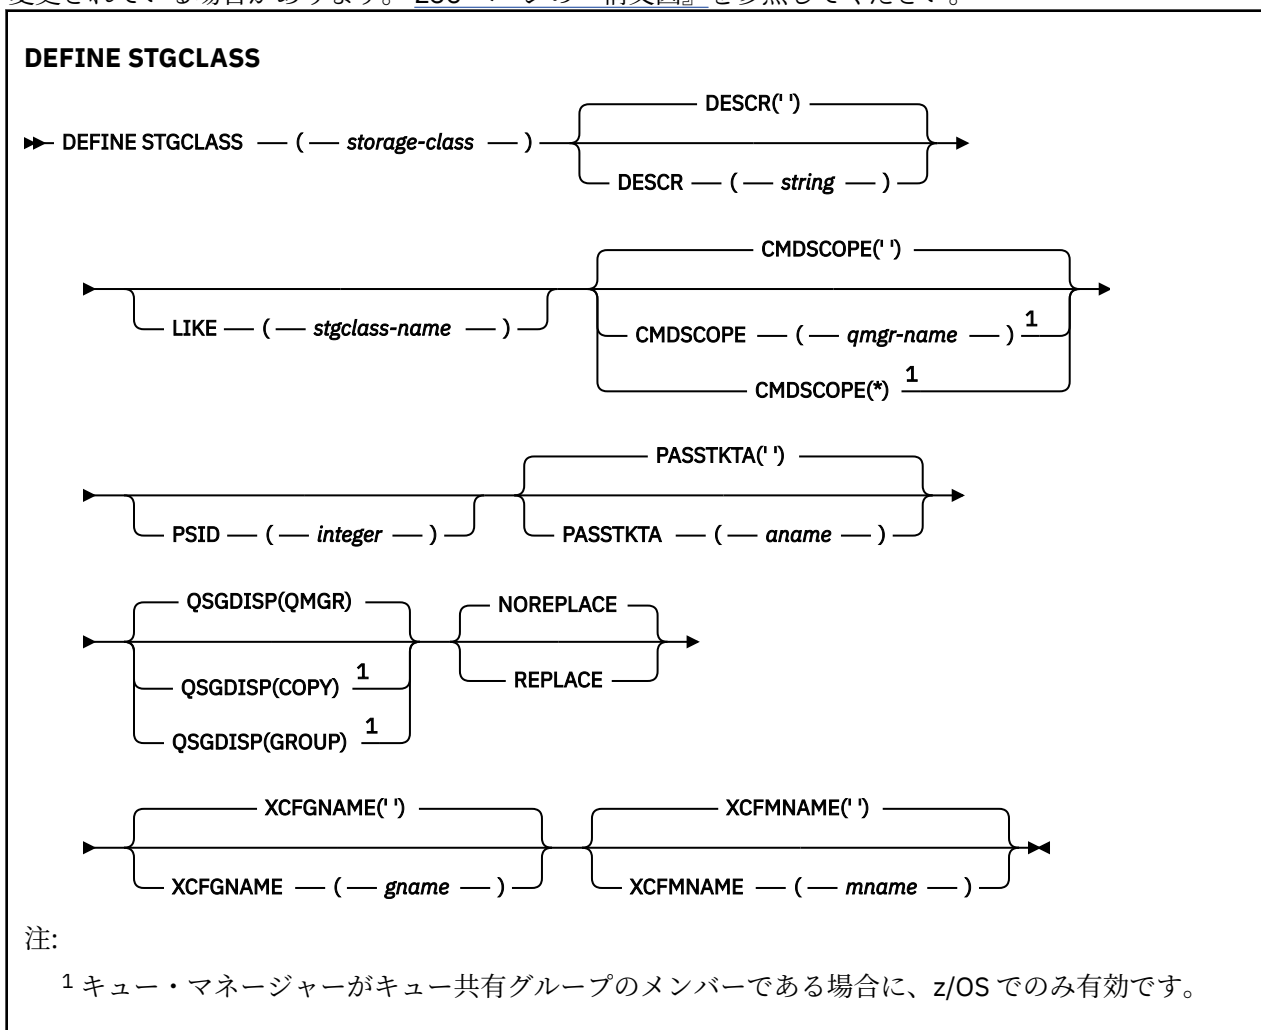 DEFINE STGCLASS
DESCR(' ')
DEFINE STGCLASS ( storage-class )
DESCR ( string )
CMDSCOPE(' ')
LIKE ( stgclass-name )
CMDSCOPE ( qmgr-name ) 1
CMDSCOPE(*) 1
PASSTKTA(' ')
PSID ( integer )
PASSTKTA ( aname )
QSGDISP(QMGR)
NOREPLACE
QSGDISP(COPY) 1
REPLACE
QSGDISP(GROUP) 1
XCFGNAME(' ')
XCFMNAME(' ')
XCFGNAME ( gname )
XCFMNAME ( mname )
注:
1 キュー・マネージャーがキュー共有グループのメンバーである場合に、z/OS でのみ有効です。